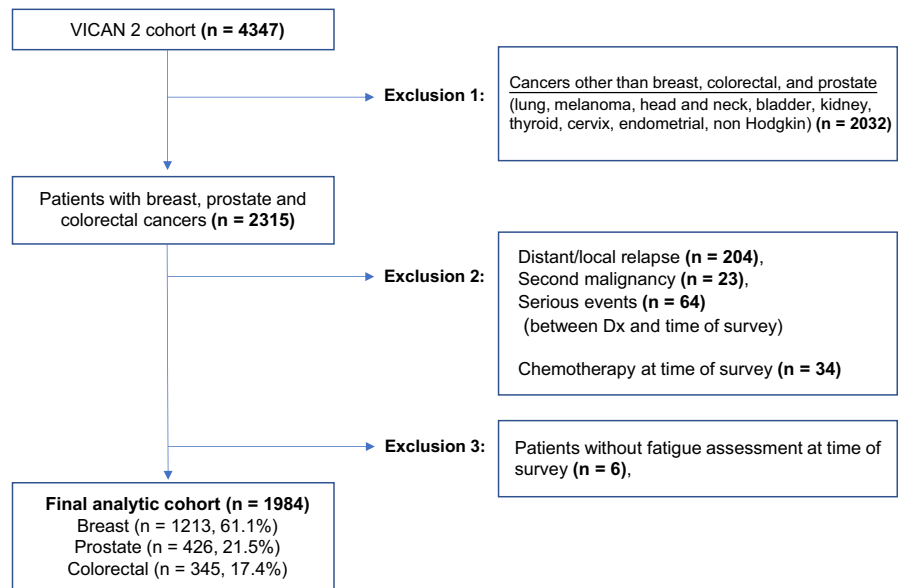 VICAN 2 cohort (n = 4347)
Exclusion 1:
Cancers other than breast, colorectal, and prostate
(lung, melanoma, head and neck, bladder, kidney,
thyroid, cervix, endometrial, non Hodgkin) (n = 2032)
Patients with breast, prostate and
colorectal cancers (n = 2315)
Exclusion 2:
Distant/local relapse (n = 204),
Second malignancy (n = 23),
Serious events (n = 64)
(between Dx and time of survey)
Chemotherapy at time of survey (n = 34)
Exclusion 3:
Patients without fatigue assessment at time of
survey (n = 6),
Final analytic cohort (n = 1984)
Breast (n = 1213, 61.1%)
Prostate (n = 426, 21.5%)
Colorectal (n = 345, 17.4%)